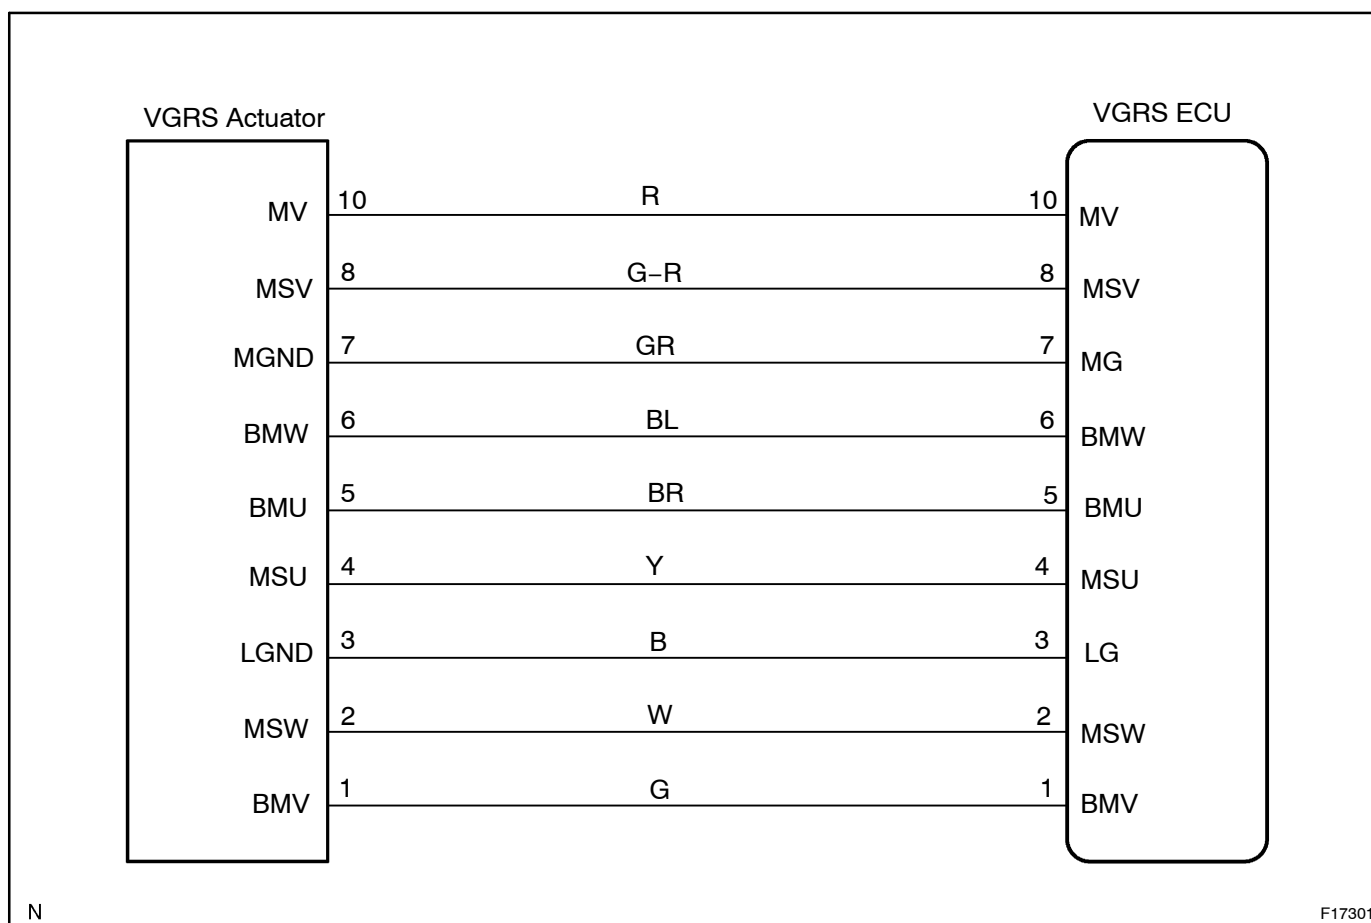 VGRS Actuator VGRS ECU
MV 10 R 10 MV
MSV 8 G−R 8 MSV
MGND 7 GR 7 MG
BMW 6 BL 6 BMW
BMU 5 BR 5 BMU
MSU 4 Y 4 MSU
LGND 3 B 3 LG
MSW 2 W 2 MSW
BMV 1 G 1 BMV
N F17301